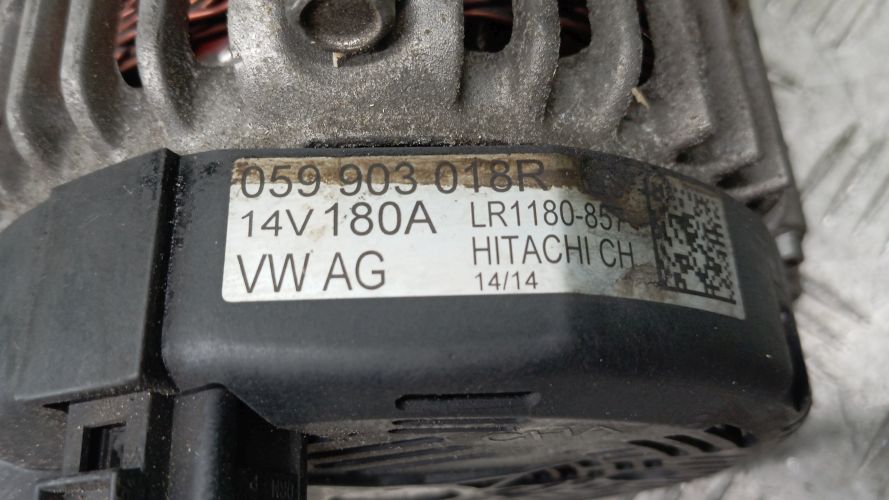 059 903 018R
14V 180A
VW AG
LR1180-857
HITACHI CH
14/14